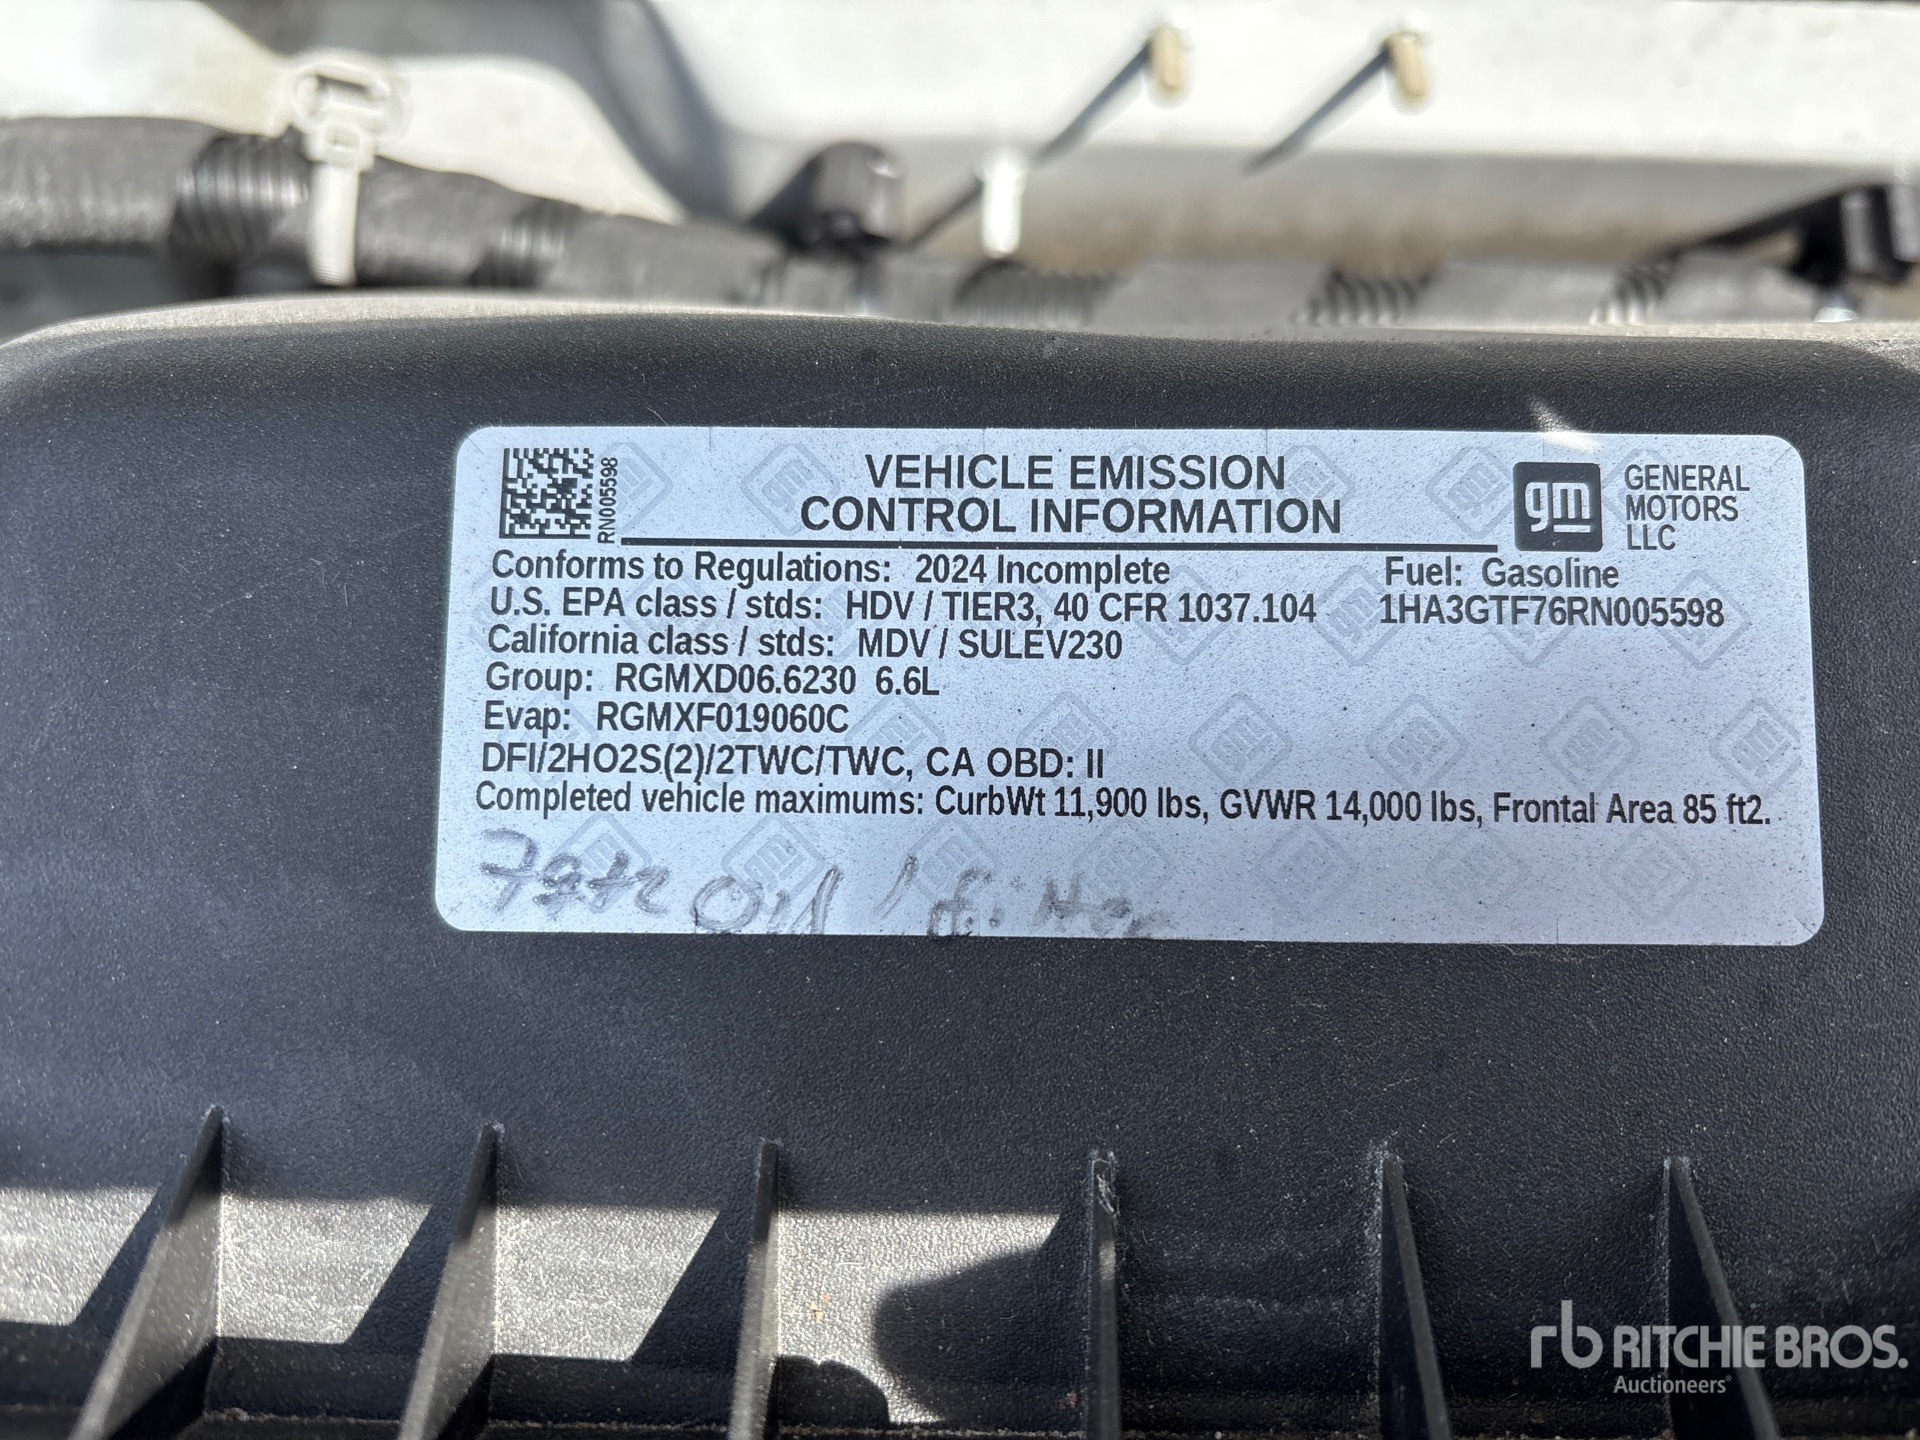 RN005598
VEHICLE EMISSION
CONTROL INFORMATION
gm
GENERAL
MOTORS
LLC
Conforms to Regulations: 2024 Incomplete
Fuel: Gasoline
U.S. EPA class / stds: HDV / TIER3, 40 CFR 1037.104
1HA3GTF76RN005598
California class / stds: MDV / SULEV230
Group: RGMXD06.6230 6.6L
Evap: RGMXF019060C
DFI/2HO2S(2)/2TWC/TWC, CA OBD: II
Completed vehicle maximums: CurbWt 11,900 lbs, GVWR 14,000 lbs, Frontal Area 85 ft2.
Oil / filter
rb RITCHIE BROS.
Auctioneers